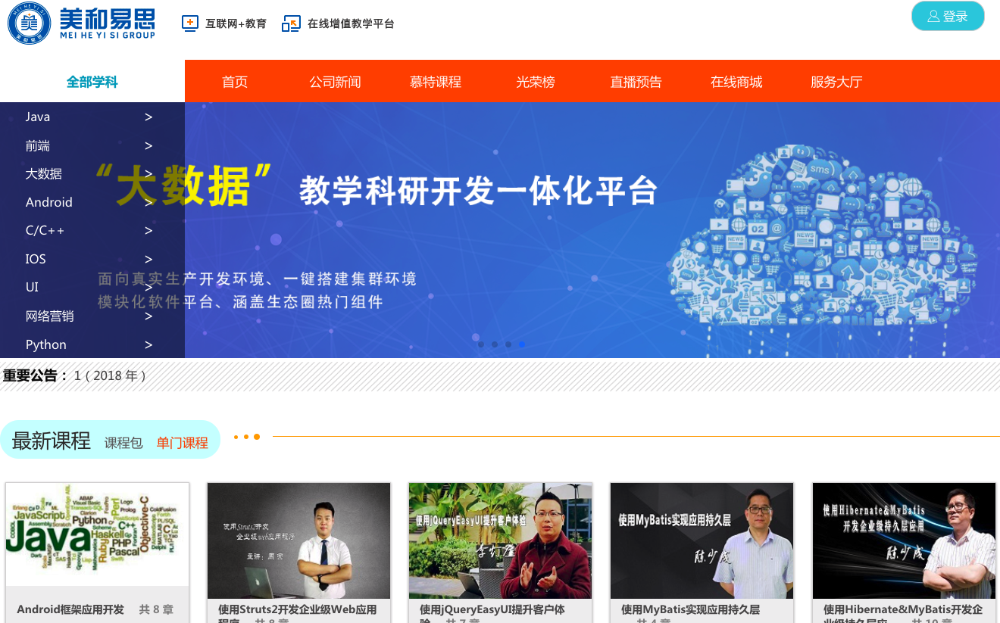 美和易思
MEI HE YI SI GROUP
互联网+教育
在线增值教学平台
登录
全部学科
首页
公司新闻
慕特课程
光荣榜
直播预告
在线商城
服务大厅
Java >
前端 >
大数据 >
Android >
C/C++ >
IOS >
UI >
网络营销 >
Python >
“大数据”
教学科研开发一体化平台
面向真实生产开发环境、一键搭建集群环境
模块化软件平台、涵盖生态圈热门组件
重要公告： 1 ( 2018 年 )
最新课程 课程包 单门课程
JavaScript
Python
Java
Haskell
PHP
Pascal
C++
Objective-C
Ruby
Perl
使用Struts2开发
企业级web应用程序
使用jQueryEasyUI提升客户体验
使用MyBatis实现应用持久层
陈少成
使用Hibernate&MyBatis
开发企业级持久层应用
陈少成
Android框架应用开发 共 8 章
使用Struts2开发企业级Web应用
程序 共 8 章
使用jQueryEasyUI提升客户体
验 共 7 章
使用MyBatis实现应用持久层
共 4 章
使用Hibernate&MyBatis开发企
业级持久层应 共 10 章